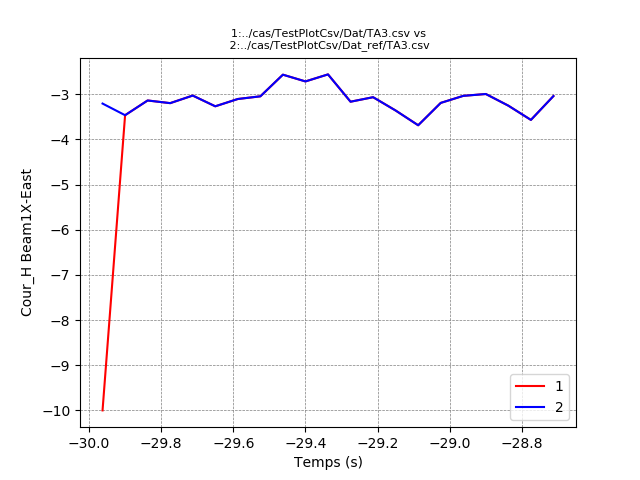 1:../cas/TestPlotCsv/Dat/TA3.csv vs
2:../cas/TestPlotCsv/Dat_ref/TA3.csv
Cour_H Beam1X-East
−3
−4
−5
−6
−7
−8
−9
−10
1
2
−30.0 −29.8 −29.6 −29.4 −29.2 −29.0 −28.8
Temps (s)